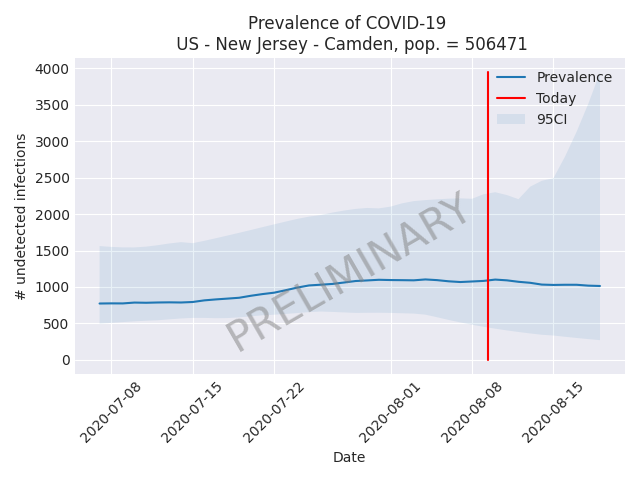 Prevalence of COVID-19
US - New Jersey - Camden, pop. = 506471
4000
3500
3000
2500
2000
1500
1000
500
0
# undetected infections
Prevalence
Today
95CI
PRELIMINARY
2020-07-08
2020-07-15
2020-07-22
2020-08-01
2020-08-08
2020-08-15
Date